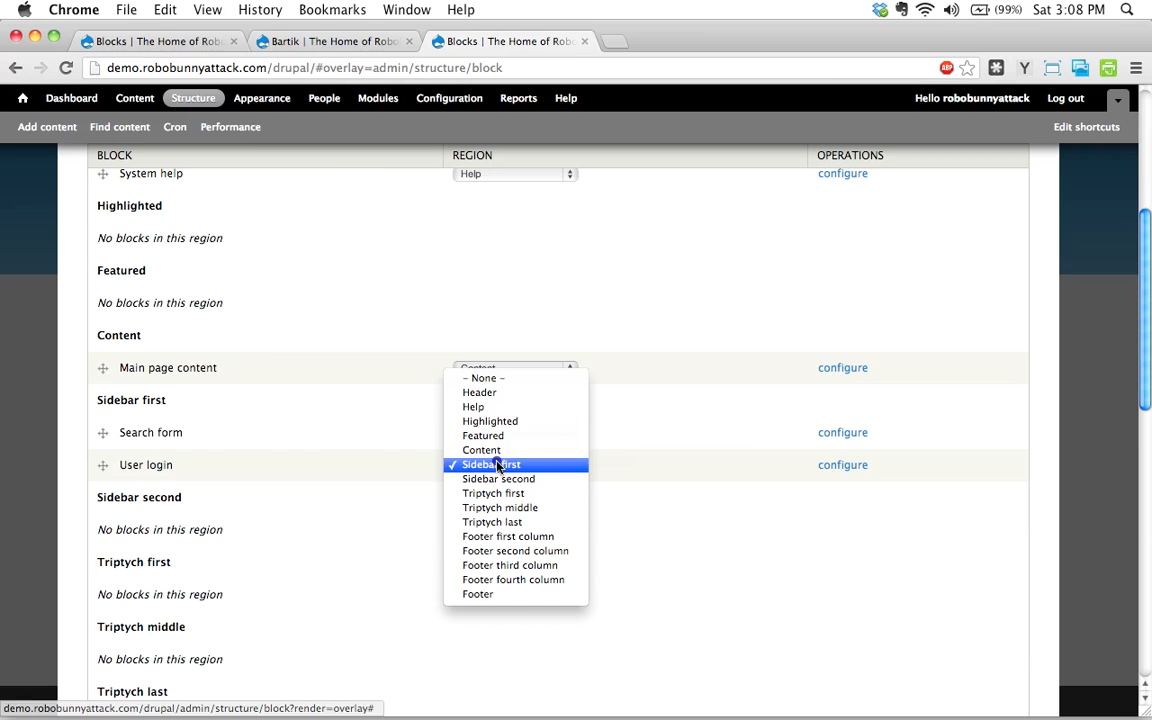 Chrome File Edit View History Bookmarks Window Help (99%) Sat 3:08 PM
Blocks | The Home of Rob Bartik | The Home of Robo Blocks | The Home of Rob
demo.robobunnyattack.com/drupal/#overlay=admin/structure/block ABP Y
Dashboard Content Structure Appearance People Modules Configuration Reports Help Hello robobunnyattack Log out
Add content Find content Cron Performance Edit shortcuts
BLOCK REGION OPERATIONS
System help Help configure
Highlighted
No blocks in this region
Featured
No blocks in this region
Content
Main page content Content configure
- None -
Header
Sidebar first
Help
Highlighted
Search form configure
Featured
Content
User login Sidebar first configure
Sidebar second
Sidebar second
Triptych first
Triptych middle
No blocks in this region
Triptych last
Footer first column
Footer second column
Triptych first
Footer third column
Footer fourth column
No blocks in this region
Footer
Triptych middle
No blocks in this region
Triptych last
demo.robobunnyattack.com/drupal/admin/structure/block?render=overlay#